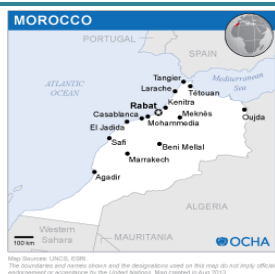 MOROCCO
PORTUGAL
SPAIN
ATLANTIC
OCEAN
Mediterranean
Sea
Tangier
Larache
Tétouan
Rabat
Kenitra
Casablanca
Meknès
Oujda
El Jadida
Mohammedia
Safi
Beni Mellal
Marrakech
Agadir
ALGERIA
Western
Sahara
MAURITANIA
100 km
OCHA
Map Sources: UNCS, ESRI.
The boundaries and names shown and the designations used on this map do not imply official
endorsement or acceptance by the United Nations. Map created in Aug 2013.